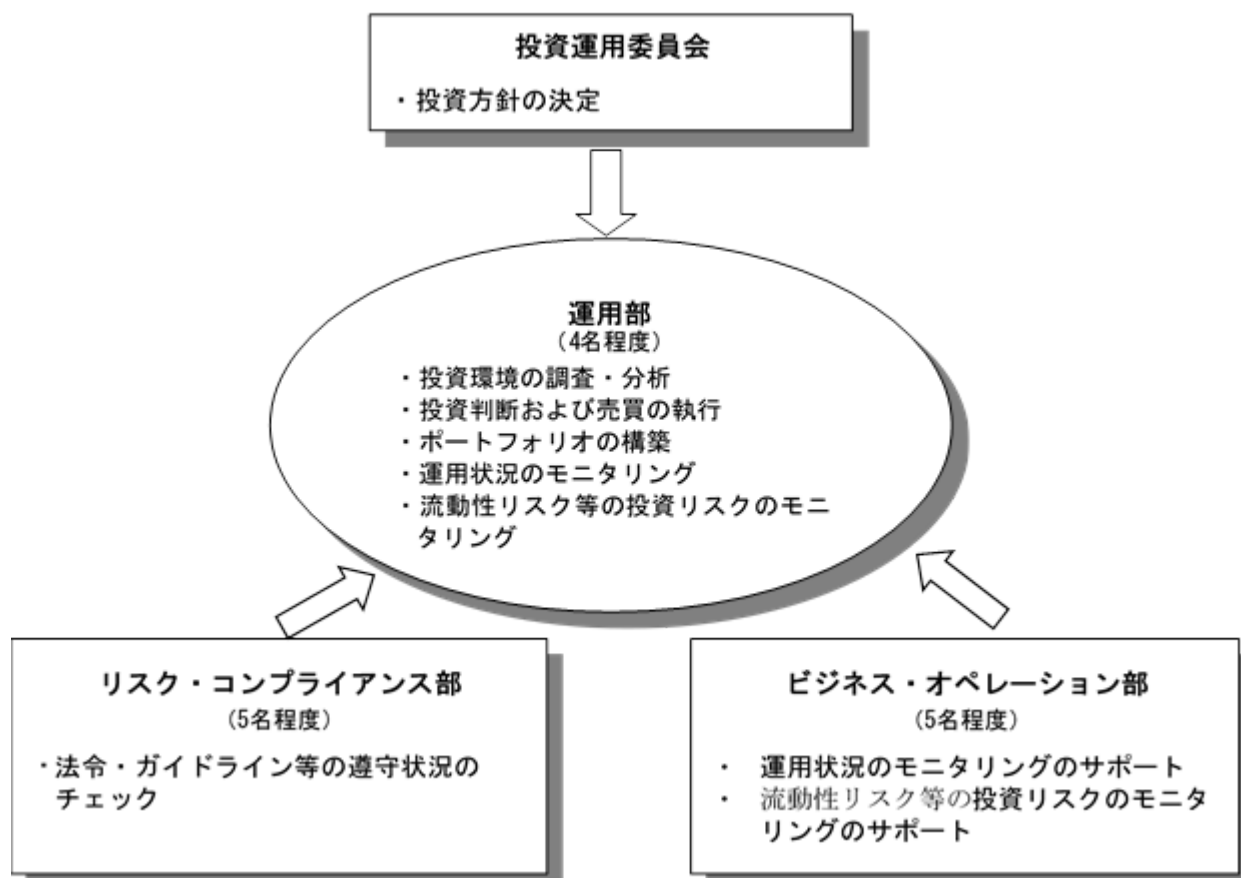 投資運用委員会
・投資方針の決定
運用部
（4名程度）
・投資環境の調査・分析
・投資判断および売買の執行
・ポートフォリオの構築
・運用状況のモニタリング
・流動性リスク等の投資リスクのモニ
タリング
リスク・コンプライアンス部
（5名程度）
・法令・ガイドライン等の遵守状況の
チェック
ビジネス・オペレーション部
（5名程度）
・ 運用状況のモニタリングのサポート
・ 流動性リスク等の投資リスクのモニタ
リングのサポート